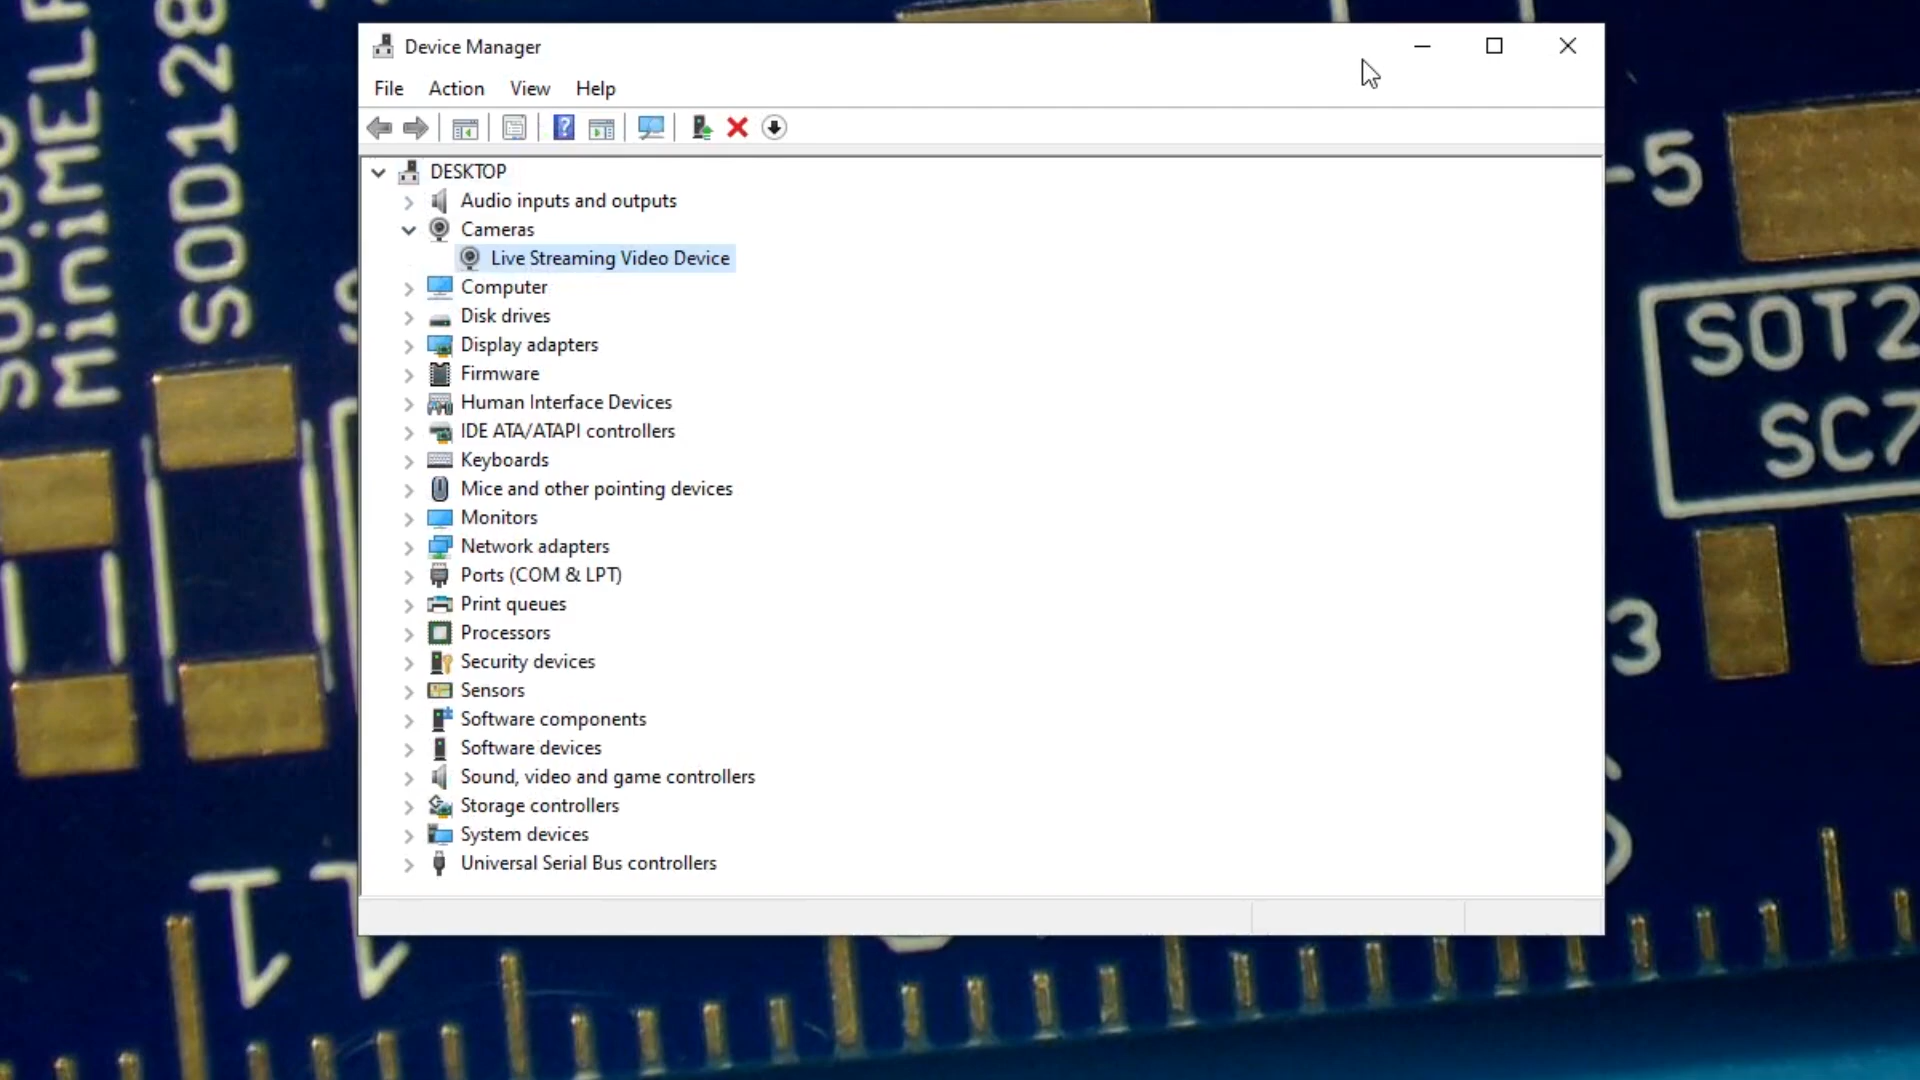 Device Manager
File Action View Help
DESKTOP
Audio inputs and outputs
Cameras
Live Streaming Video Device
Computer
Disk drives
Display adapters
Firmware
Human Interface Devices
IDE ATA/ATAPI controllers
Keyboards
Mice and other pointing devices
Monitors
Network adapters
Ports (COM & LPT)
Print queues
Processors
Security devices
Sensors
Software components
Software devices
Sound, video and game controllers
Storage controllers
System devices
Universal Serial Bus controllers
MiniMELF
SOD128
-5
SOT2
SC7
3
11